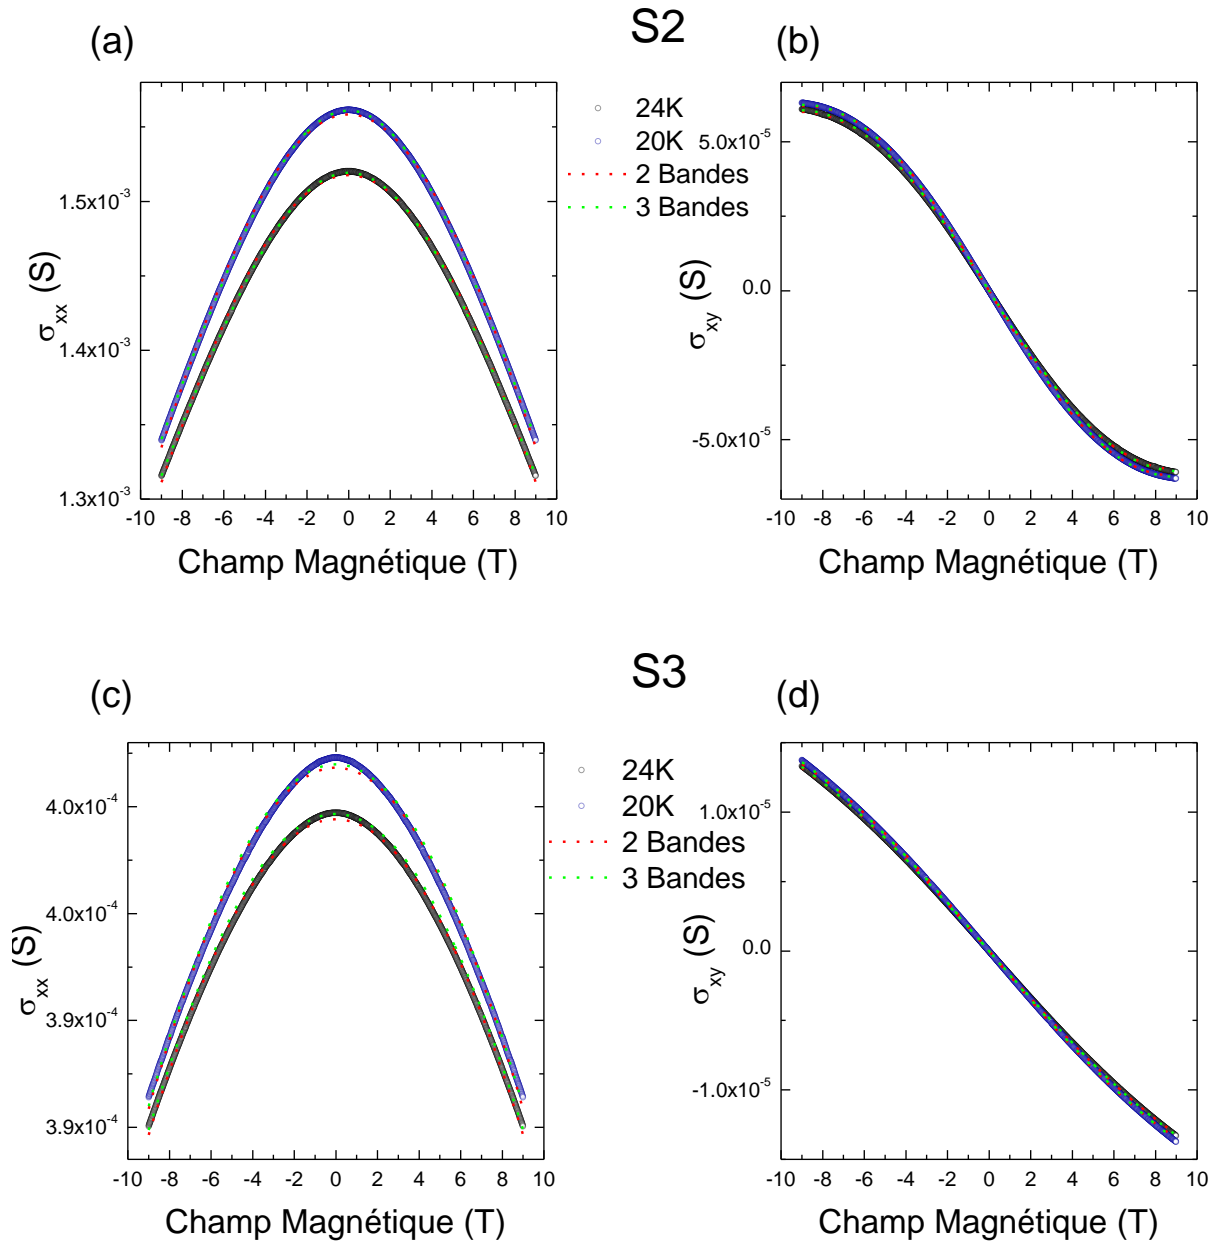 S2
(a)
(b)
24K
20K
2 Bandes
3 Bandes
1.5x10⁻³
1.4x10⁻³
1.3x10⁻³
σxx (S)
-10 -8 -6 -4 -2 0 2 4 6 8 10
Champ Magnétique (T)
5.0x10⁻⁵
0.0
-5.0x10⁻⁵
σxy (S)
-10 -8 -6 -4 -2 0 2 4 6 8 10
Champ Magnétique (T)
S3
(c)
(d)
24K
20K
2 Bandes
3 Bandes
4.0x10⁻⁴
4.0x10⁻⁴
3.9x10⁻⁴
3.9x10⁻⁴
σxx (S)
-10 -8 -6 -4 -2 0 2 4 6 8 10
Champ Magnétique (T)
1.0x10⁻⁵
0.0
-1.0x10⁻⁵
σxy (S)
-10 -8 -6 -4 -2 0 2 4 6 8 10
Champ Magnétique (T)